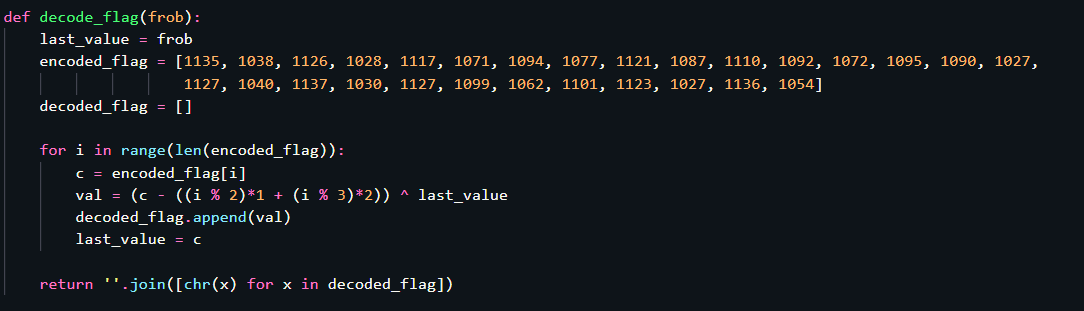 def decode_flag(frob):
    last_value = frob
    encoded_flag = [1135, 1038, 1126, 1028, 1117, 1071, 1094, 1077, 1121, 1087, 1110, 1092, 1072, 1095, 1090, 1027,
                    1127, 1040, 1137, 1030, 1127, 1099, 1062, 1101, 1123, 1027, 1136, 1054]
    decoded_flag = []
    for i in range(len(encoded_flag)):
        c = encoded_flag[i]
        val = (c - ((i % 2)*1 + (i % 3)*2)) ^ last_value
        decoded_flag.append(val)
        last_value = c
    return ''.join([chr(x) for x in decoded_flag])